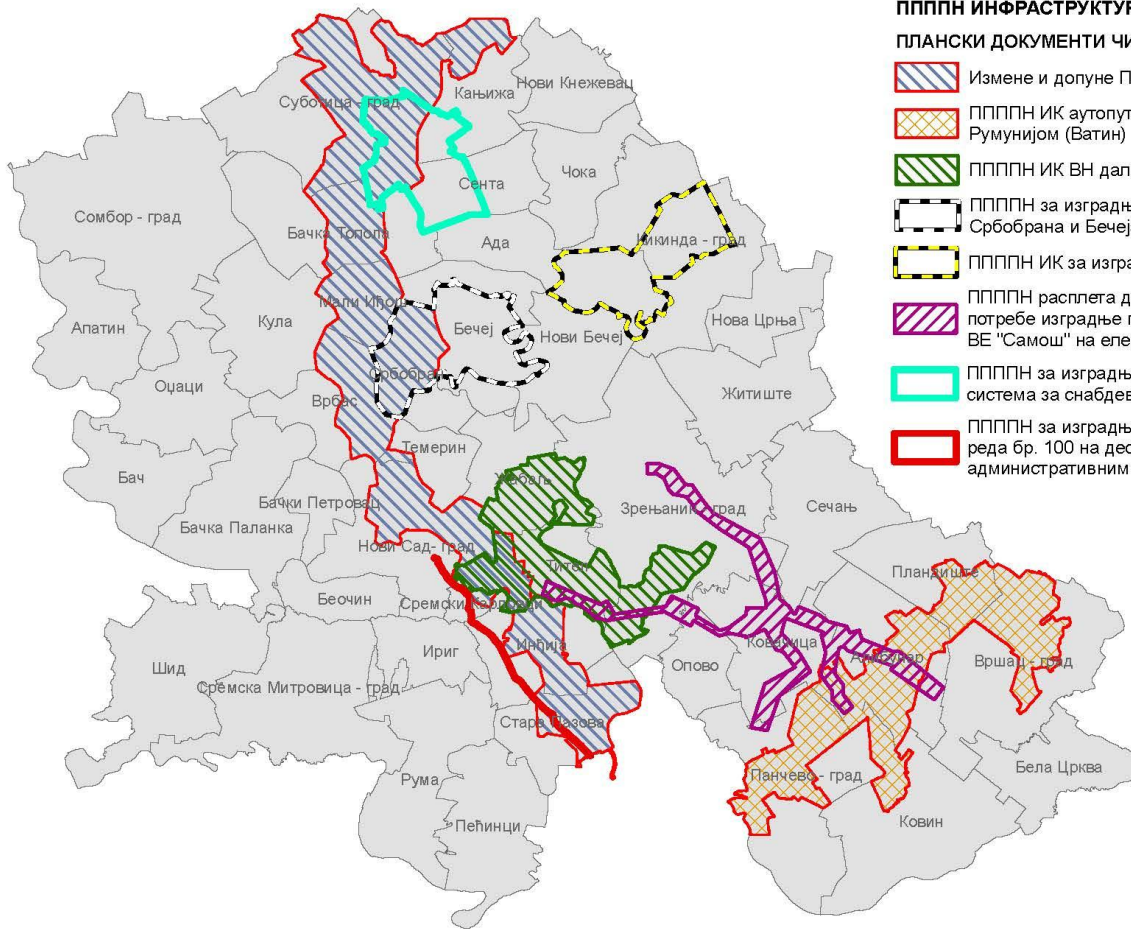 ППППН ИНФРАСТРУКТУР
ПЛАНСКИ ДОКУМЕНТИ ЧИ
Измене и допуне П
ППППН ИК аутопут
Румунијом (Ватин)
ППППН ИК ВН дал
ППППН за изградњ
Србобрана и Бечеј
ППППН ИК за изгра
ППППН расплета д
потребе изградње п
ВЕ "Самош" на еле
ППППН за изградњ
система за снабдев
ППППН за изградњ
реда бр. 100 на дес
административним
Нови Кнежевац
Кањижа
Суботица - град
Чока
Сента
Сомбор - град
Бачка Топола
Ада
Кикинда - град
Мали Иђош
Нова Црња
Апатин
Кула
Бечеј
Нови Бечеј
Србобран
Оџаци
Врбас
Житиште
Темерин
Бач
Жабаљ
Бачки Петровац
Зрењанин - град
Сечањ
Бачка Паланка
Нови Сад- град
Тител
Пландиште
Беочин
Сремски Карловци
Инђија
Ковачица
Ириг
Опово
Алибунар
Вршац - град
Шид
Сремска Митровица - град
Стара Пазова
Рума
Панчево - град
Бела Црква
Пећинци
Ковин